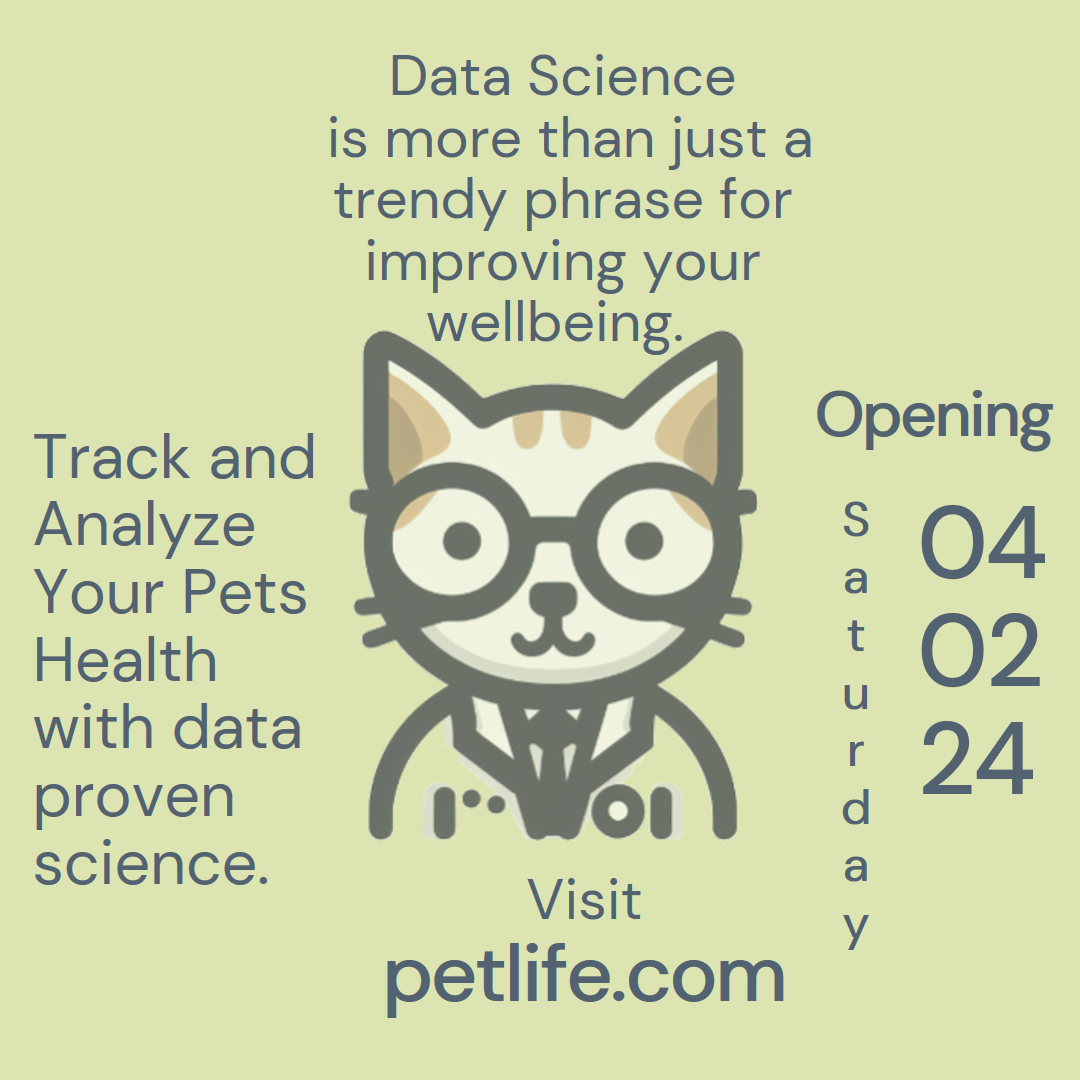 Data Science
is more than just a
trendy phrase for
improving your
wellbeing.
Track and
Analyze
Your Pets
Health
with data
proven
science.
Opening
Saturday
04
02
24
Visit
petlife.com